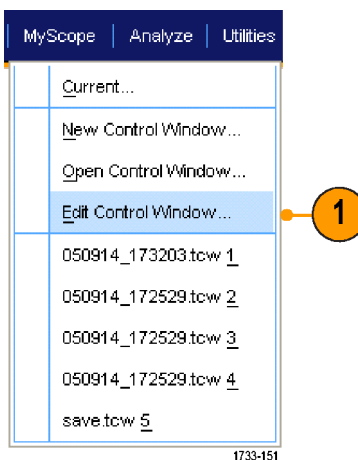 MyScope | Analyze | Utilities
Current...
New Control Window...
Open Control Window...
Edit Control Window...
1
050914_173203.tcw 1
050914_172529.tcw 2
050914_172529.tcw 3
050914_172529.tcw 4
save.tcw 5
1733-151